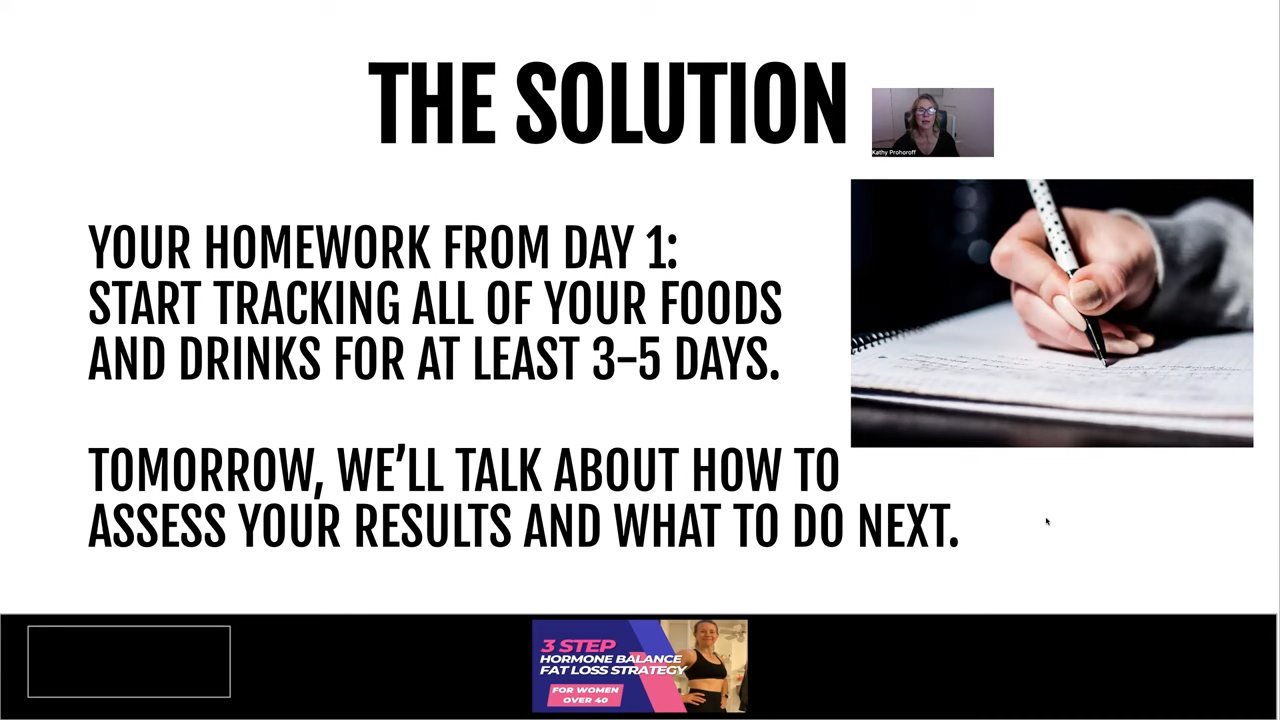 THE SOLUTION
Kathy Prohoroff
YOUR HOMEWORK FROM DAY 1:
START TRACKING ALL OF YOUR FOODS
AND DRINKS FOR AT LEAST 3-5 DAYS.
TOMORROW, WE'LL TALK ABOUT HOW TO
ASSESS YOUR RESULTS AND WHAT TO DO NEXT.
3 STEP
HORMONE BALANCE
FAT LOSS STRATEGY
FOR WOMEN
OVER 40